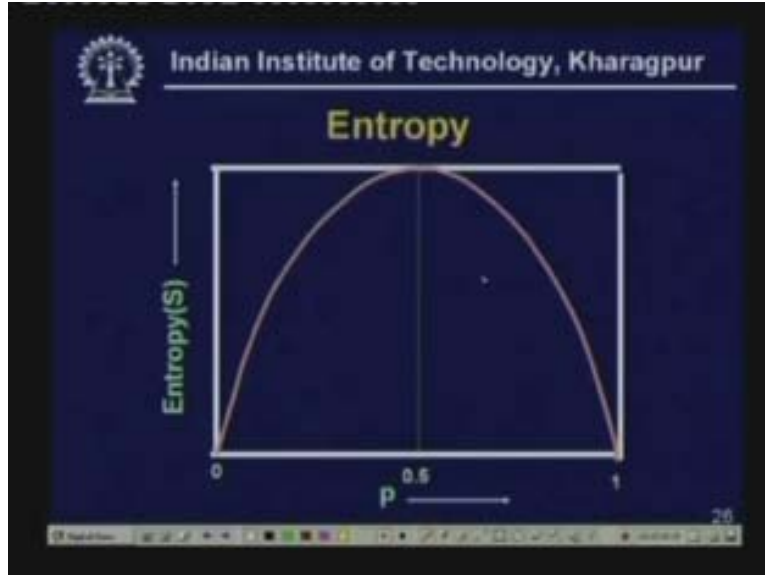 Indian Institute of Technology, Kharagpur
Entropy
Entropy(S)
0
0.5
1
p
26